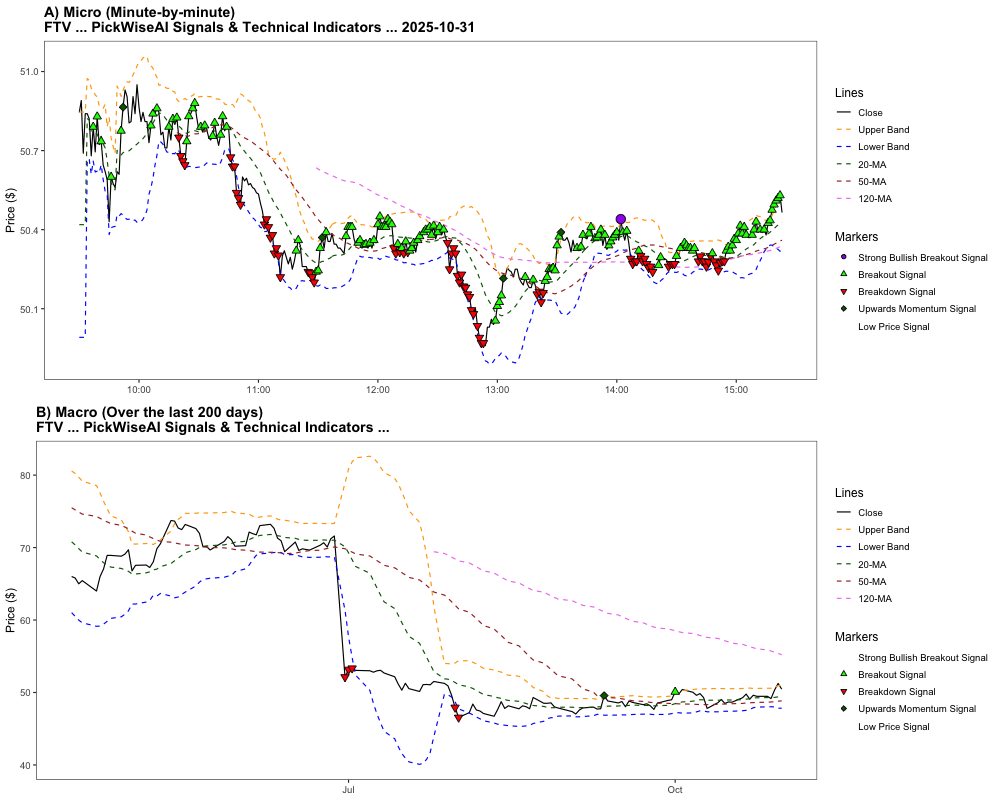 A) Micro (Minute-by-minute)
FTV ... PickWiseAI Signals & Technical Indicators ... 2025-10-31
Price ($)
51.0
50.7
50.4
50.1
10:00
11:00
12:00
13:00
14:00
15:00
Lines
Close
Upper Band
Lower Band
20-MA
50-MA
120-MA
Markers
Strong Bullish Breakout Signal
Breakout Signal
Breakdown Signal
Upwards Momentum Signal
Low Price Signal
B) Macro (Over the last 200 days)
FTV ... PickWiseAI Signals & Technical Indicators ...
Price ($)
80
70
60
50
40
Jul
Oct
Lines
Close
Upper Band
Lower Band
20-MA
50-MA
120-MA
Markers
Strong Bullish Breakout Signal
Breakout Signal
Breakdown Signal
Upwards Momentum Signal
Low Price Signal